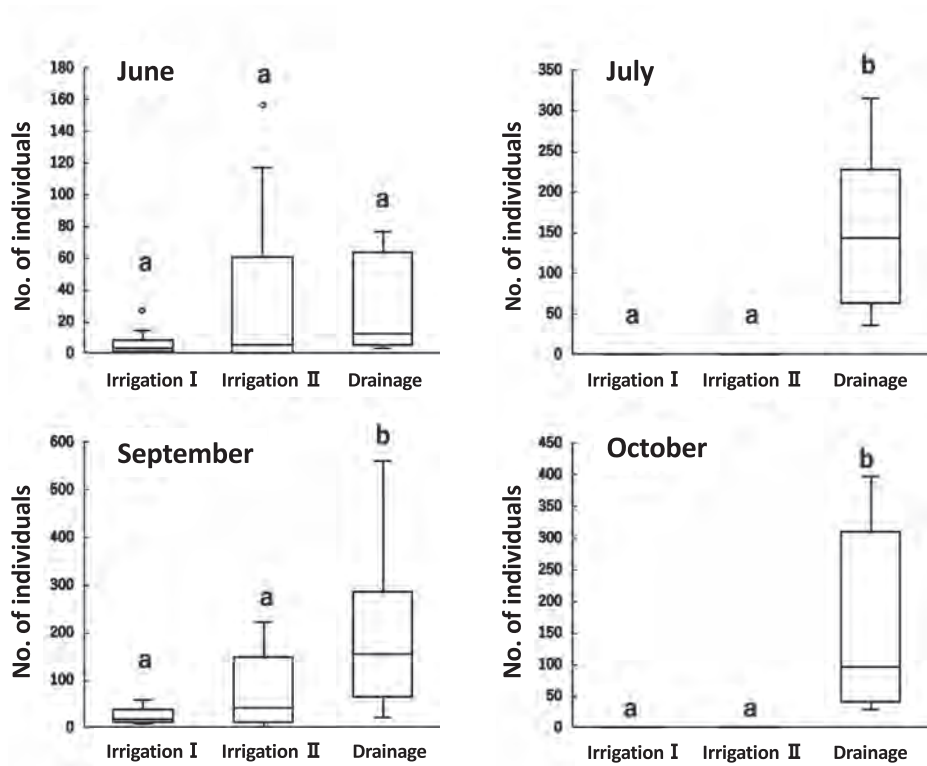 June
No. of individuals
180
160
140
120
100
80
60
40
20
0
a
a
a
Irrigation Ⅰ
Irrigation Ⅱ
Drainage
July
No. of individuals
350
300
250
200
150
100
50
0
a
a
b
Irrigation Ⅰ
Irrigation Ⅱ
Drainage
September
No. of individuals
600
500
400
300
200
100
0
a
a
b
Irrigation Ⅰ
Irrigation Ⅱ
Drainage
October
No. of individuals
450
400
350
300
250
200
150
100
50
0
a
a
b
Irrigation Ⅰ
Irrigation Ⅱ
Drainage